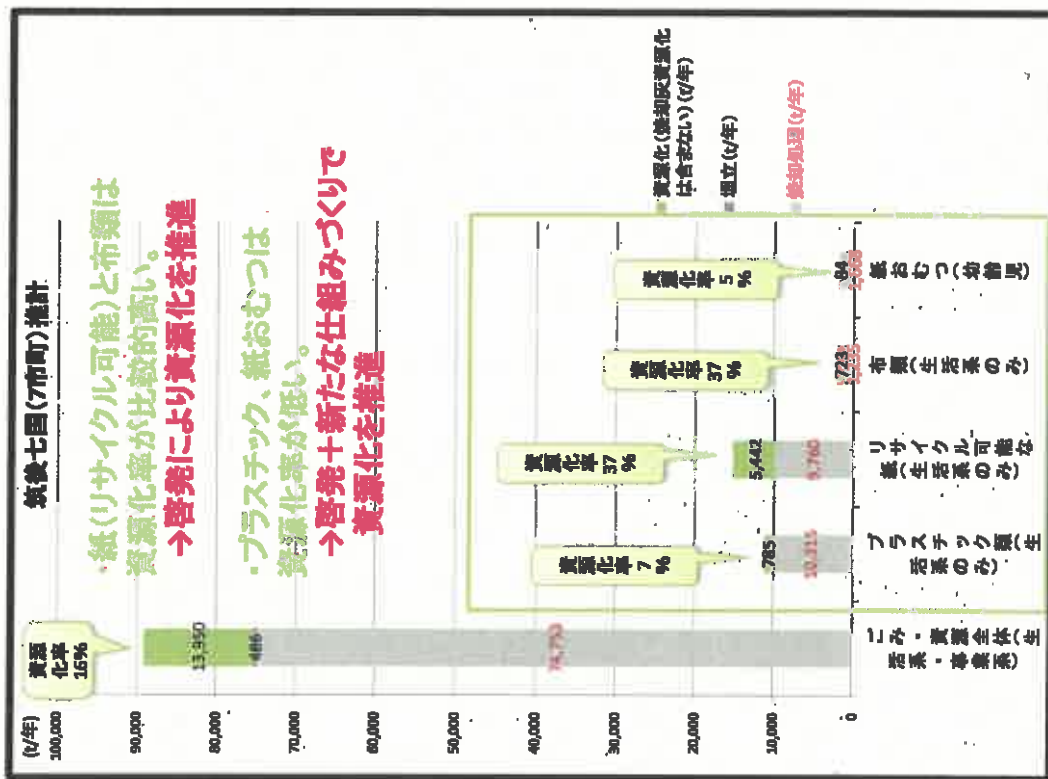 筑後七国(7市町)推計
(t/年)
100,000
90,000
80,000
70,000
60,000
50,000
40,000
30,000
20,000
10,000
0
・紙(リサイクル可能)と布類は
資源化率が比較的高い。
→啓発により資源化を推進
・プラスチック、紙おむつは
資源化率が低い。
→啓発+新たな仕組みづくりで
資源化を推進
資源
化率
16%
資源化率7
%
資源化率37
%
資源化率37
%
資源化率5
%
486
785
10,215
5,442
9,760
723
64
ごみ・資源全体(生
活系・事業系)
プラスチック類(生
活系のみ)
リサイクル可能な
紙(生活系のみ)
布類(生活系のみ)
紙おむつ(幼稚児)
資源化(焼却灰資源化
は含まない)(t/年)
埋立(t/年)
焼却処理(t/年)